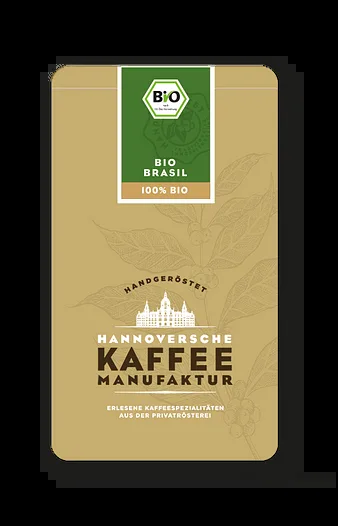 BiO
BIO
BRASIL
100% BIO
HANDGERÖSTET
HANNOVERSCHE
KAFFEE
MANUFAKTUR
ERLESENE KAFFEESPEZIALITÄTEN
AUS DER PRIVATRÖSTEREI